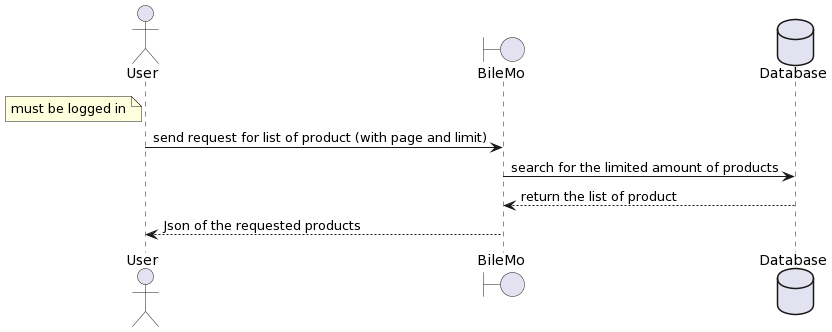 User
BileMo
Database
must be logged in
send request for list of product (with page and limit)
search for the limited amount of products
return the list of product
Json of the requested products
User
BileMo
Database